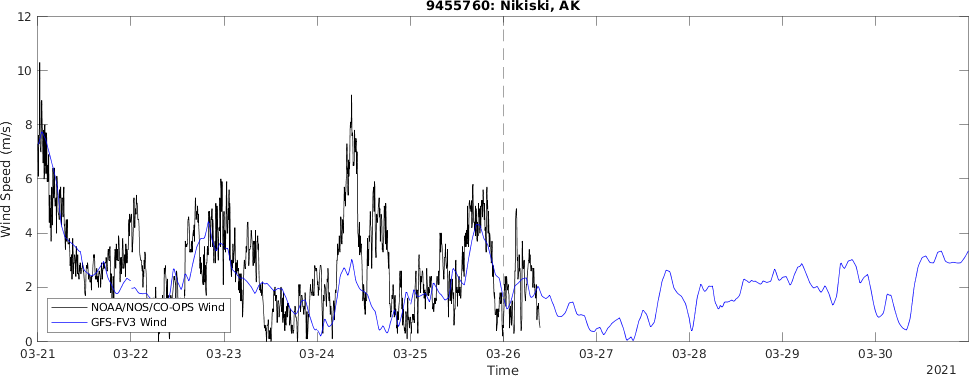 9455760: Nikiski, AK
12
10
8
6
4
2
0
Wind Speed (m/s)
NOAA/NOS/CO-OPS Wind
GFS-FV3 Wind
03-21 03-22 03-23 03-24 03-25 03-26 03-27 03-28 03-29 03-30
Time
2021